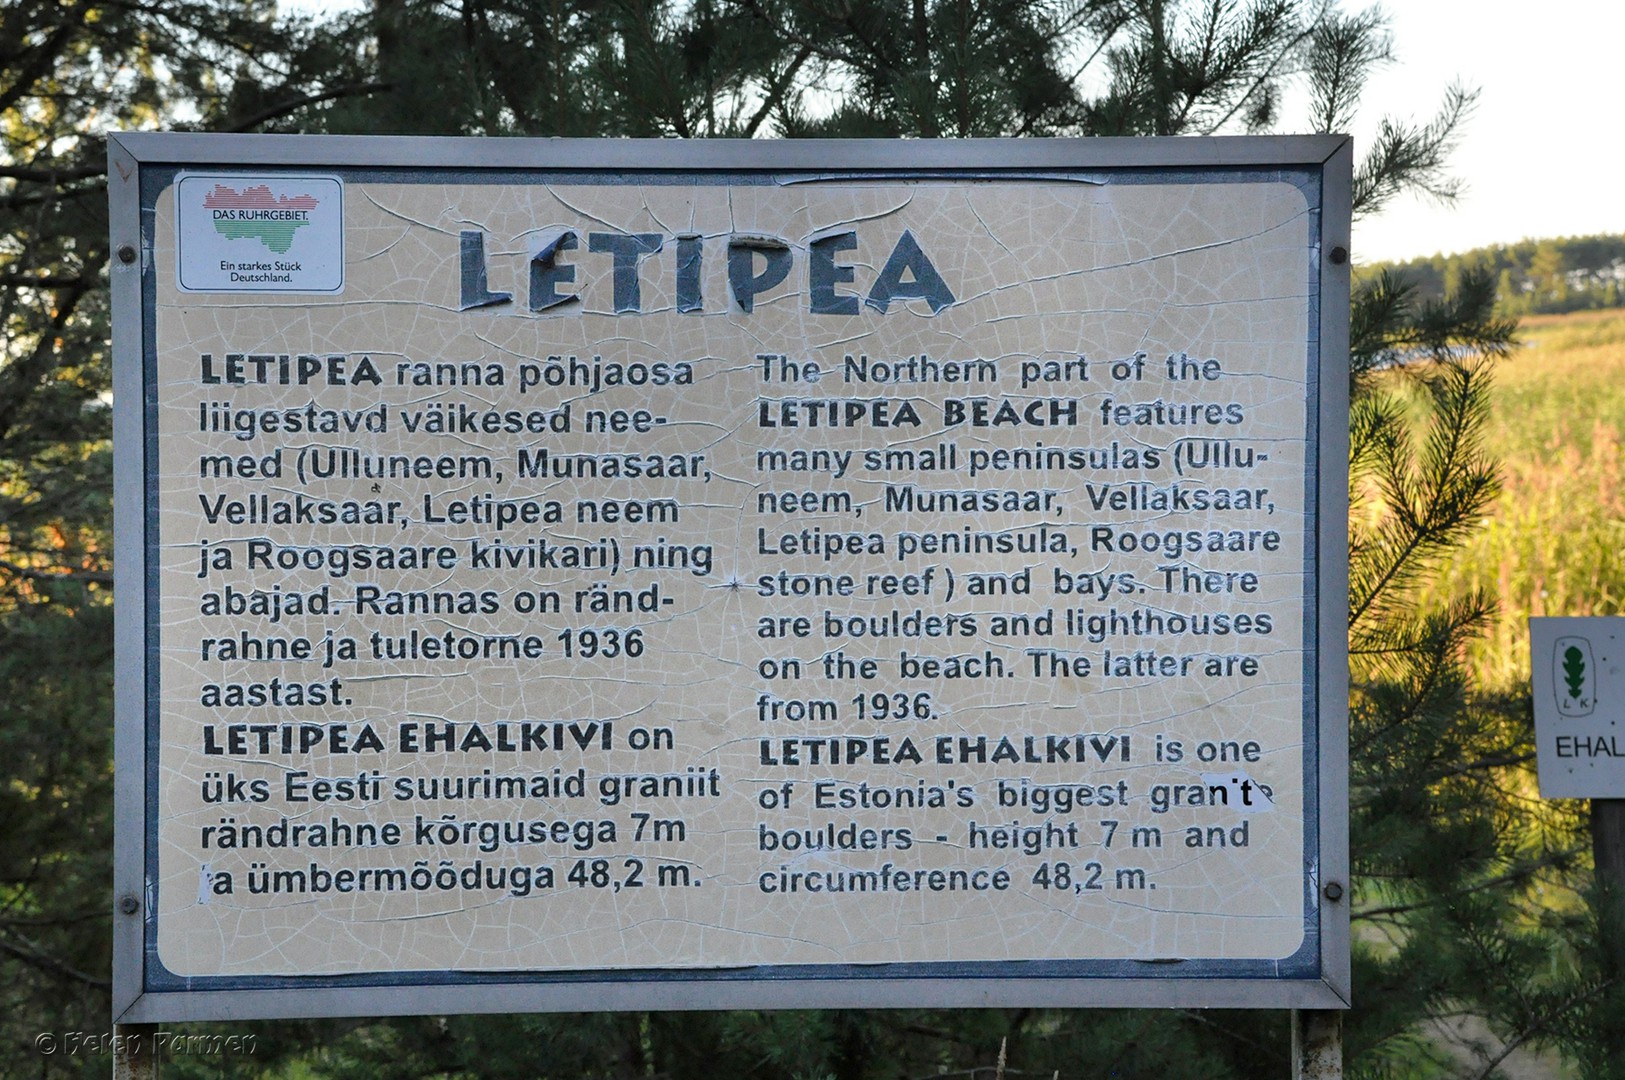 DAS RUHRGEBIET.
Ein starkes Stück
Deutschland.
LETIPEA
LETIPEA ranna põhjaosa
liigestavd väikesed nee-
med (Ulluneem, Munasaar,
Vellaksaar, Letipea neem
ja Roogsaare kivikari) ning
abajad. Rannas on ränd-
rahne ja tuletorne 1936
aastast.
LETIPEA EHALKIVI on
üks Eesti suurimaid graniit
rändrahne kõrgusega 7m
ja ümbermõõduga 48,2 m.
The Northern part of the
LETIPEA BEACH features
many small peninsulas (Ullu-
neem, Munasaar, Vellaksaar,
Letipea peninsula, Roogsaare
stone reef ) and bays. There
are boulders and lighthouses
on the beach. The latter are
from 1936.
LETIPEA EHALKIVI is one
of Estonia's biggest granite
boulders - height 7 m and
circumference 48,2 m.
L K
EHAL
© Helen Parmen